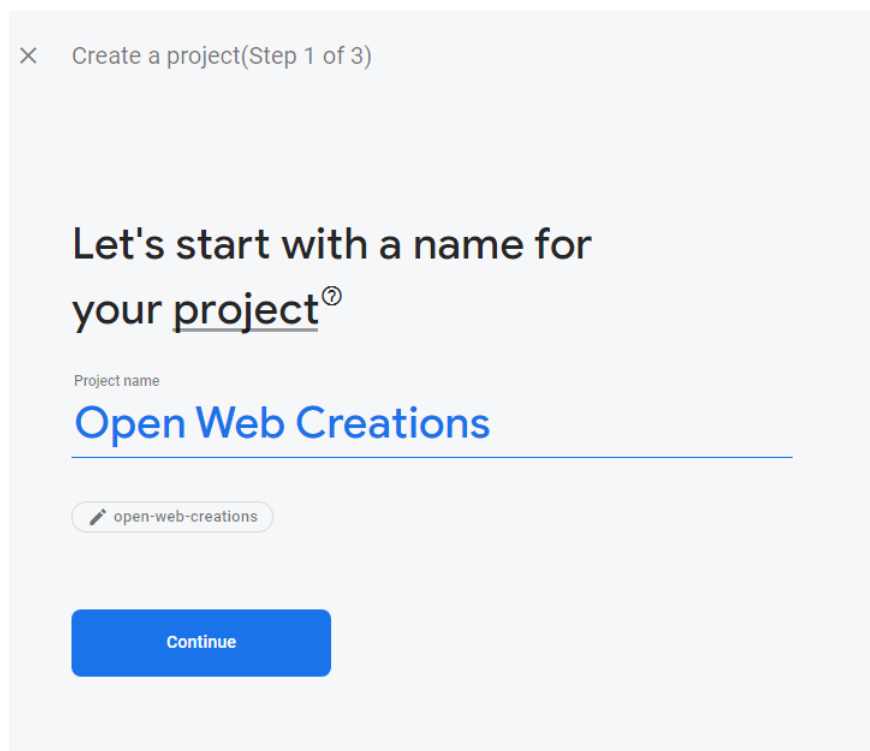 Create a project(Step 1 of 3)
Let's start with a name for
your project
Project name
Open Web Creations
open-web-creations
Continue